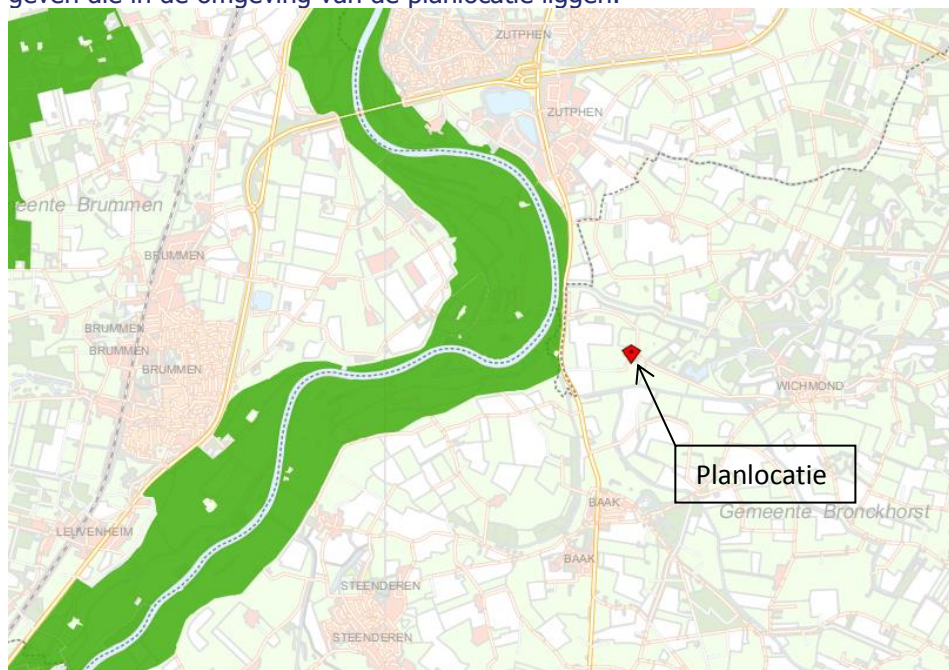 geven die in de omgeving van de planlocatie liggen.
ZUTPHEN
ZUTPHEN
eente Brummen
BRUMMEN
BRUMMEN
BRUMMEN
BRUMMEN
WICHMOND
Planlocatie
BAAK
Gemeente Bronckhorst
LEUVENHEIM
BAAK
STEENDEREN
STEENDEREN